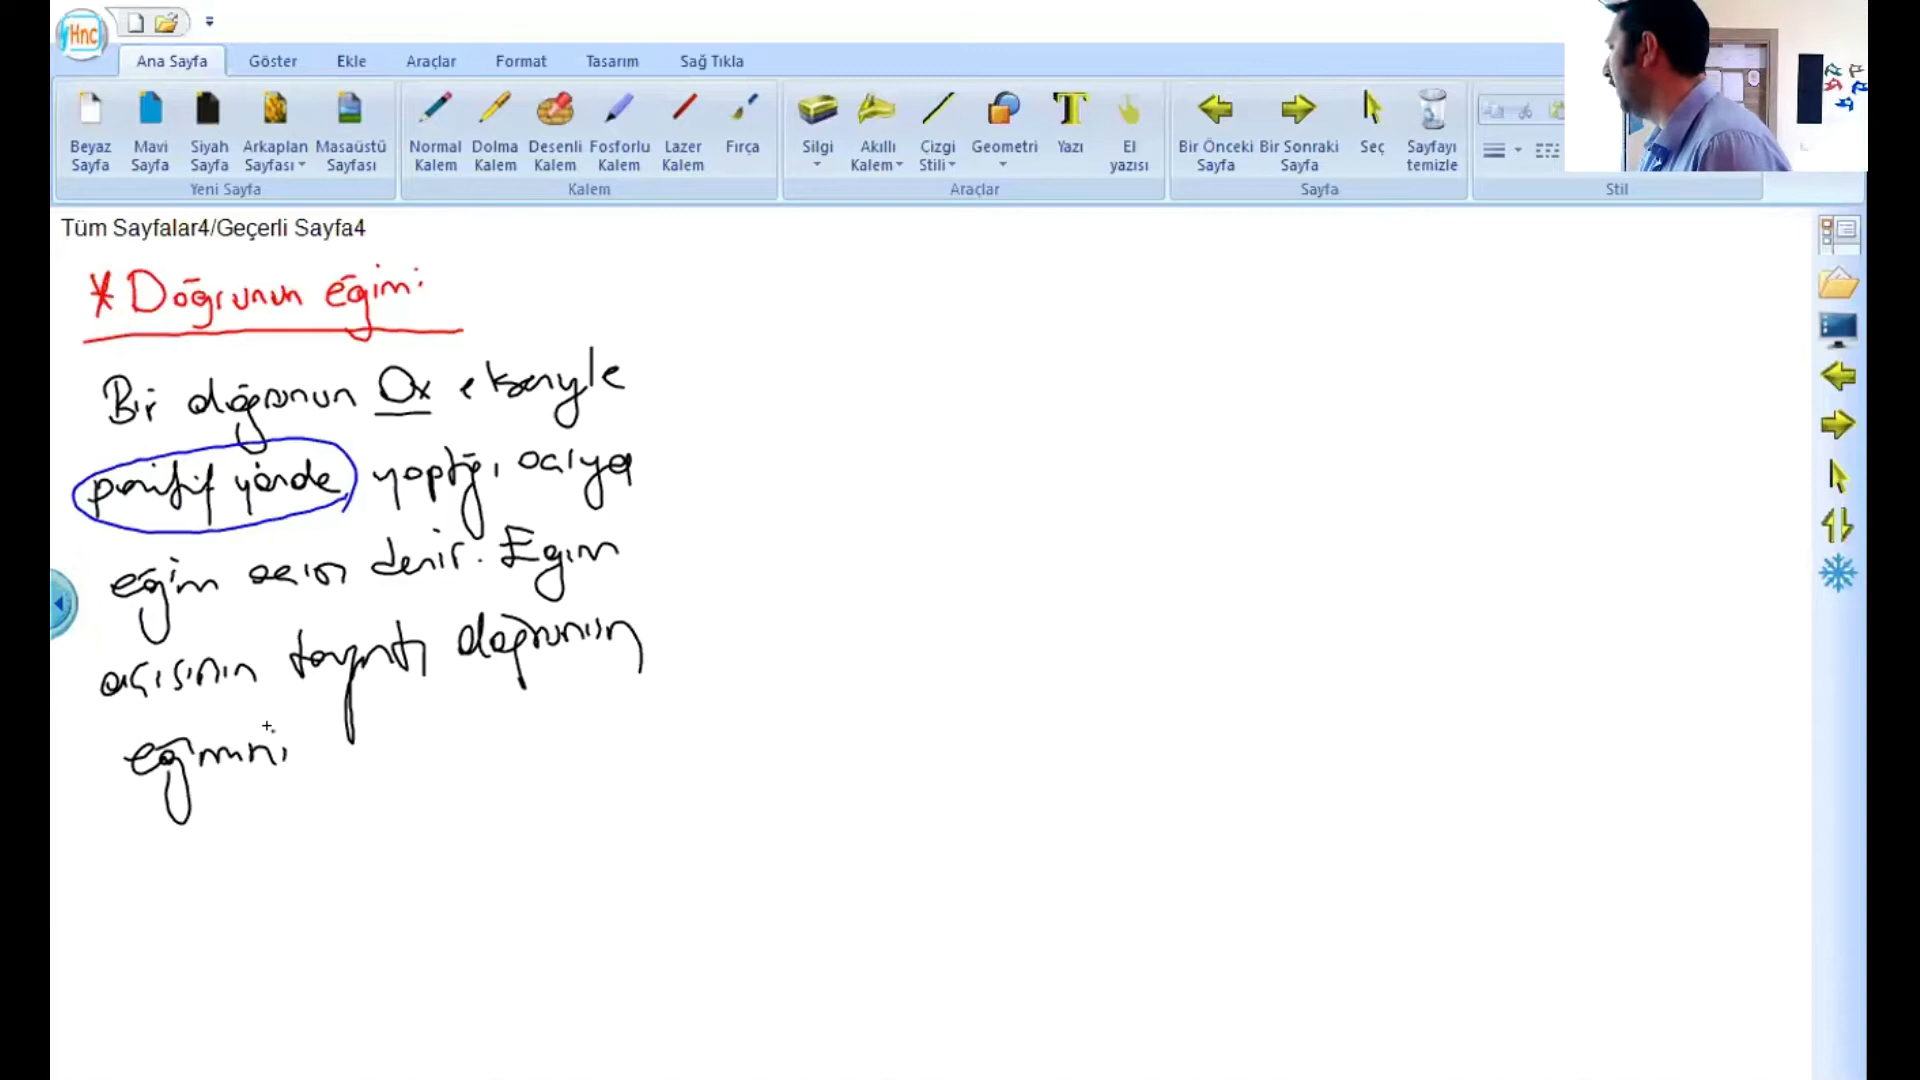 Hnc
Ana Sayfa Göster Ekle Araçlar Format Tasarım Sağ Tıkla
Beyaz Sayfa Mavi Sayfa Siyah Sayfa Arkaplan Sayfası Masaüstü Sayfası Normal Kalem Dolma Kalem Desenli Kalem Fosforlu Kalem Lazer Kalem Fırça Silgi Akıllı Kalem Çizgi Stili Geometri Yazı El yazısı Bir Önceki Sayfa Bir Sonraki Sayfa Seç Sayfayı temizle
Yeni Sayfa Kalem Araçlar Sayfa Stil
Tüm Sayfalar4/Geçerli Sayfa4
* Doğrunun eğimi
Bir doğrunun Ox ekseniyle
pozitif yönde yaptığı açıya
eğim açısı denir. Eğim
açısının tanjantı doğrunun
eğimini